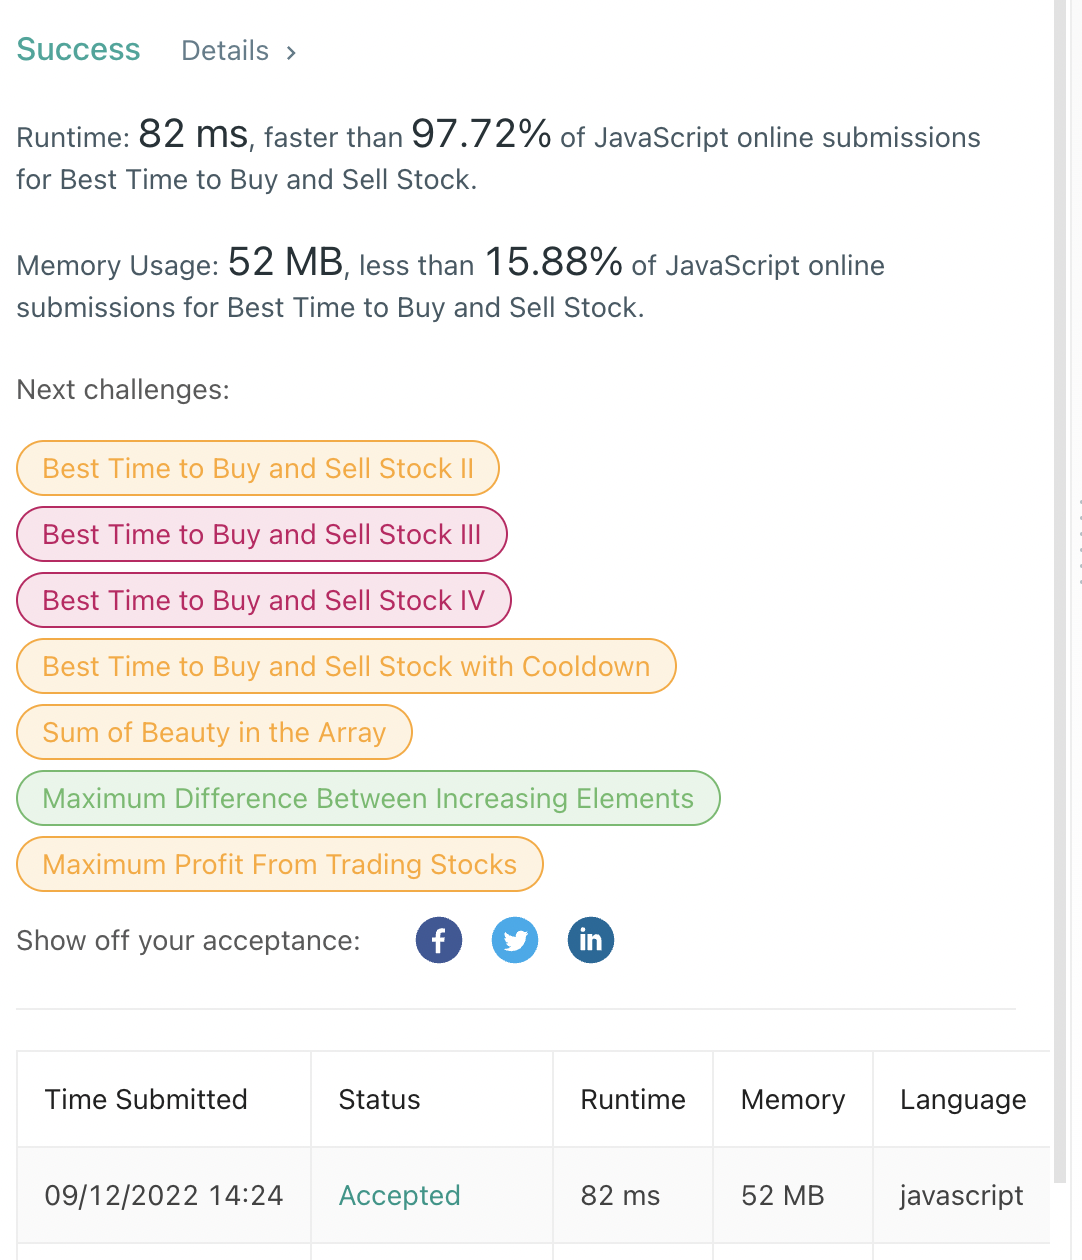 Success Details >
Runtime: 82 ms, faster than 97.72% of JavaScript online submissions
for Best Time to Buy and Sell Stock.
Memory Usage: 52 MB, less than 15.88% of JavaScript online
submissions for Best Time to Buy and Sell Stock.
Next challenges:
Best Time to Buy and Sell Stock II
Best Time to Buy and Sell Stock III
Best Time to Buy and Sell Stock IV
Best Time to Buy and Sell Stock with Cooldown
Sum of Beauty in the Array
Maximum Difference Between Increasing Elements
Maximum Profit From Trading Stocks
Show off your acceptance: f in
Time Submitted Status Runtime Memory Language
09/12/2022 14:24 Accepted 82 ms 52 MB javascript